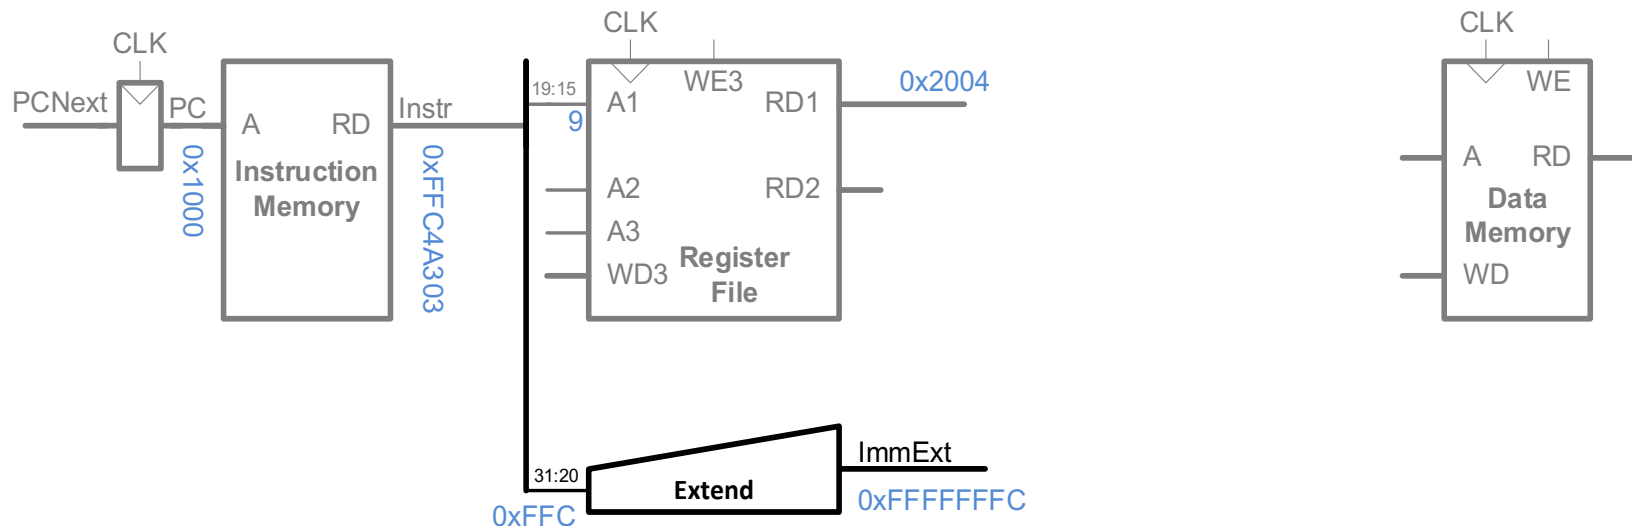 CLK
PCNext
PC
0x1000
A
RD
Instruction
Memory
Instr
0xFFC4A303
CLK
WE3
19:15
9
A1
RD1
0x2004
A2
RD2
A3
WD3
Register
File
CLK
WE
A
RD
Data
Memory
WD
31:20
0xFFC
Extend
ImmExt
0xFFFFFFFC